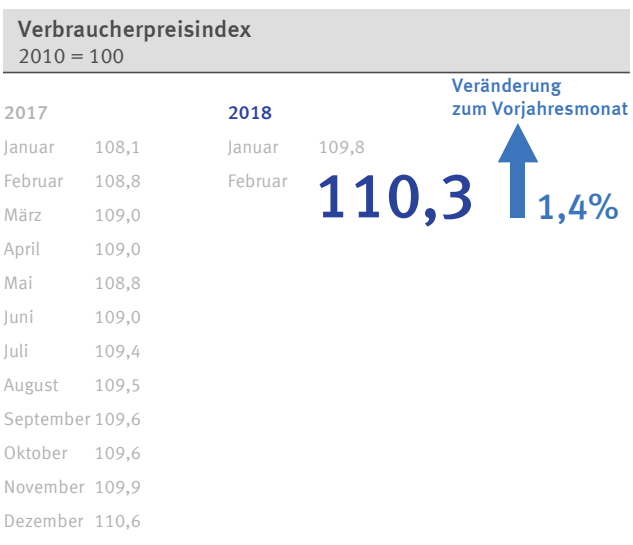 Verbraucherpreisindex
2010 = 100
Veränderung
zum Vorjahresmonat
2017 2018
Januar 108,1 Januar 109,8
Februar 108,8 Februar 110,3 1,4%
März 109,0
April 109,0
Mai 108,8
Juni 109,0
Juli 109,4
August 109,5
September 109,6
Oktober 109,6
November 109,9
Dezember 110,6